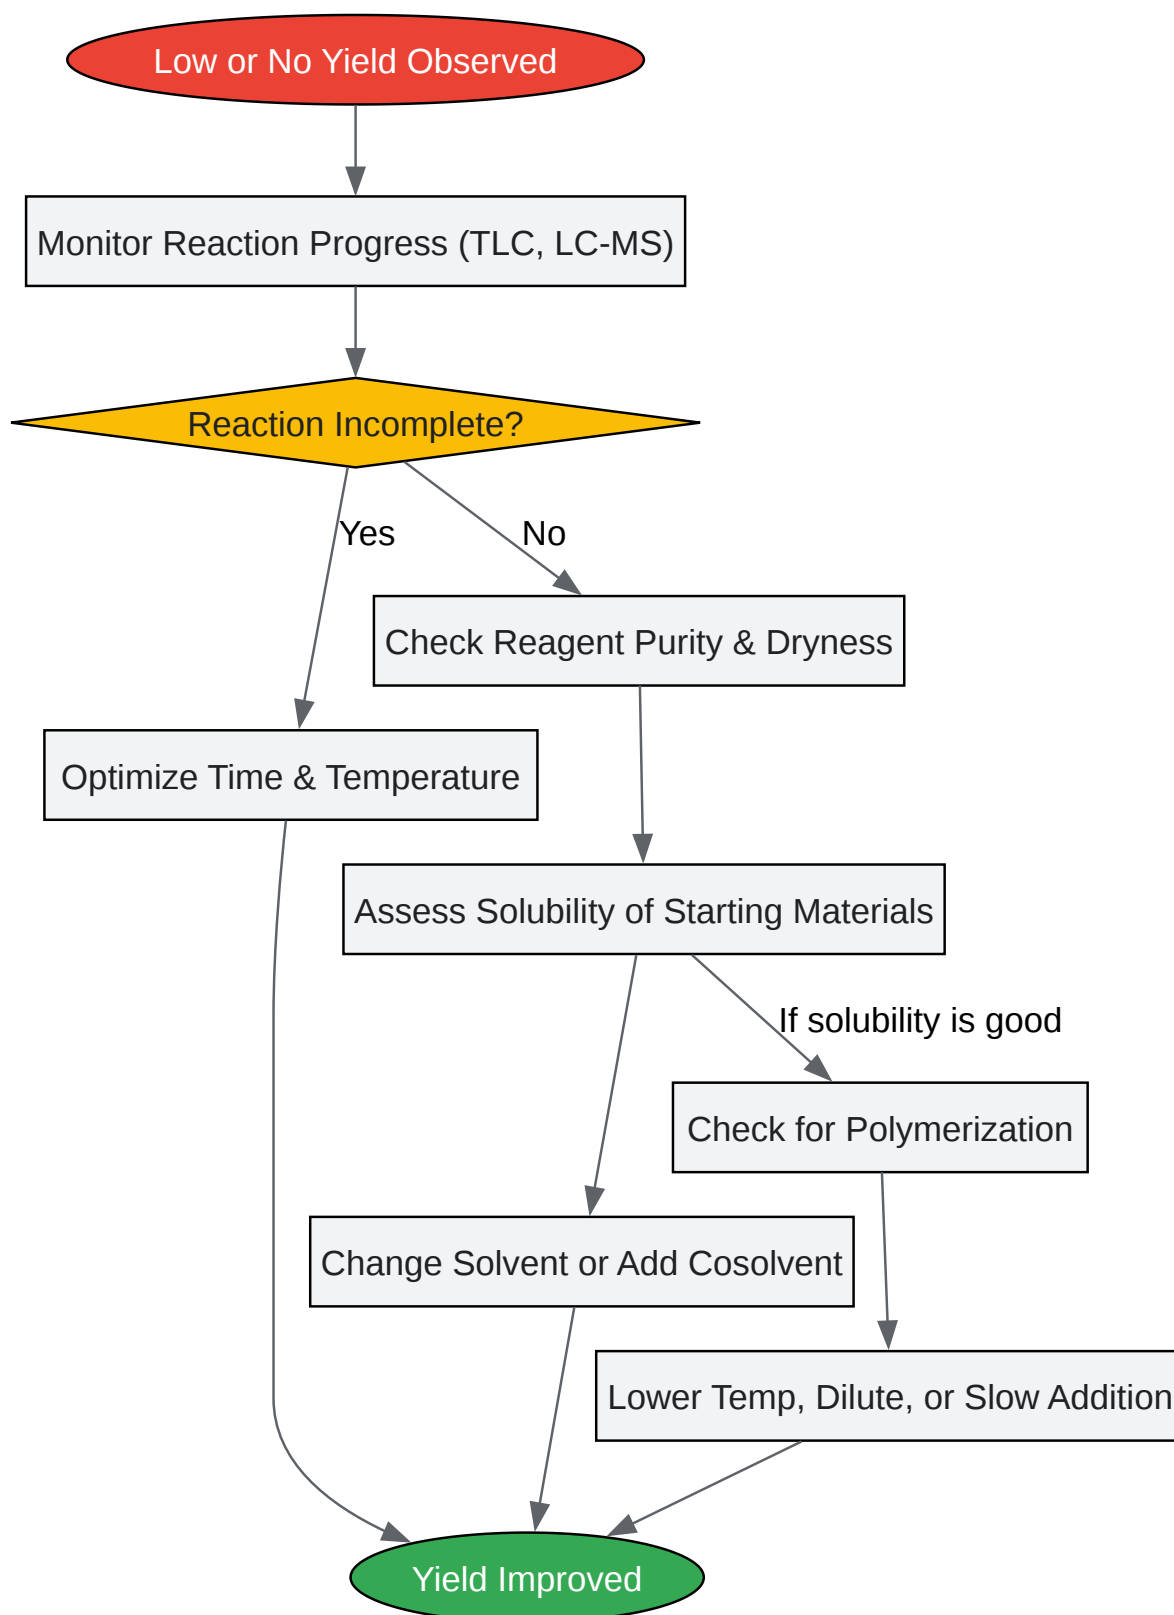 Low or No Yield Observed
Monitor Reaction Progress (TLC, LC-MS)
Reaction Incomplete?
Yes
No
Check Reagent Purity & Dryness
Optimize Time & Temperature
Assess Solubility of Starting Materials
If solubility is good
Check for Polymerization
Change Solvent or Add Cosolvent
Lower Temp, Dilute, or Slow Addition
Yield Improved